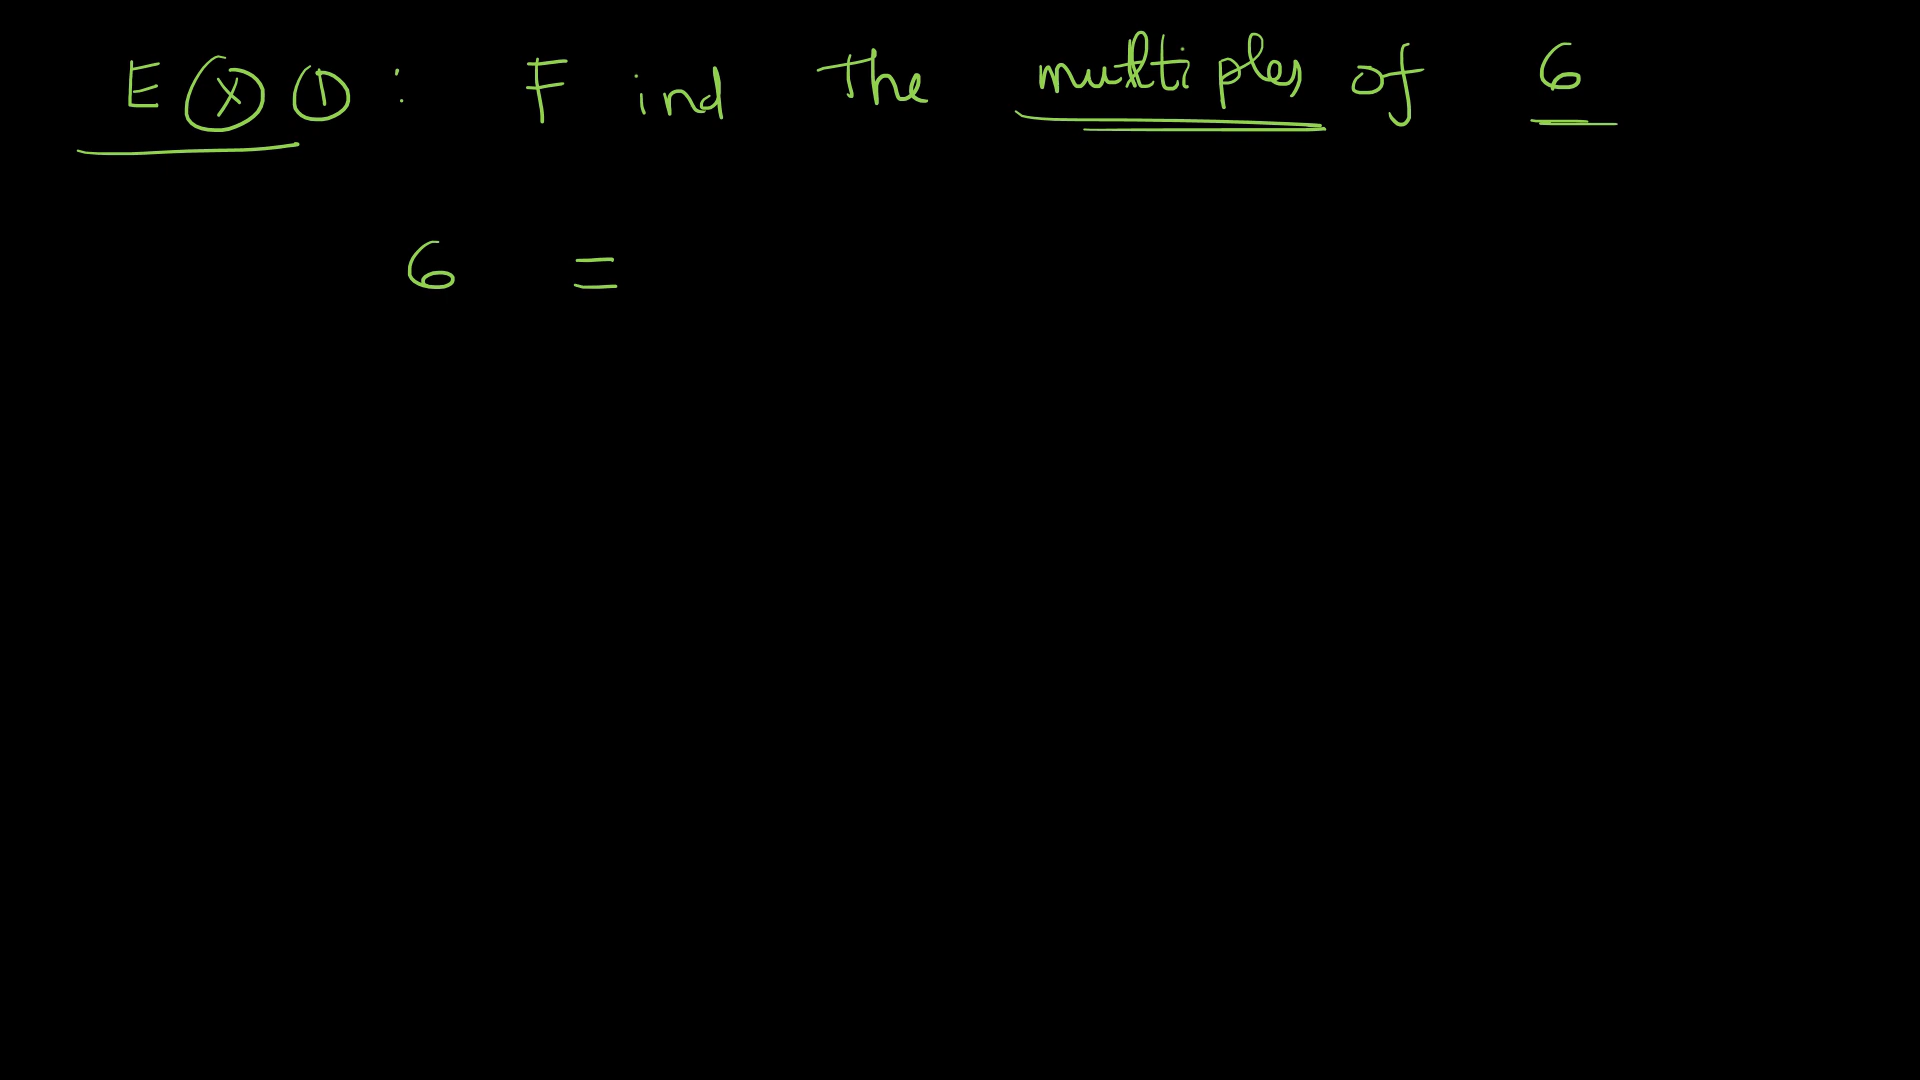 Ex 1 : Find the multiples of 6
6 =